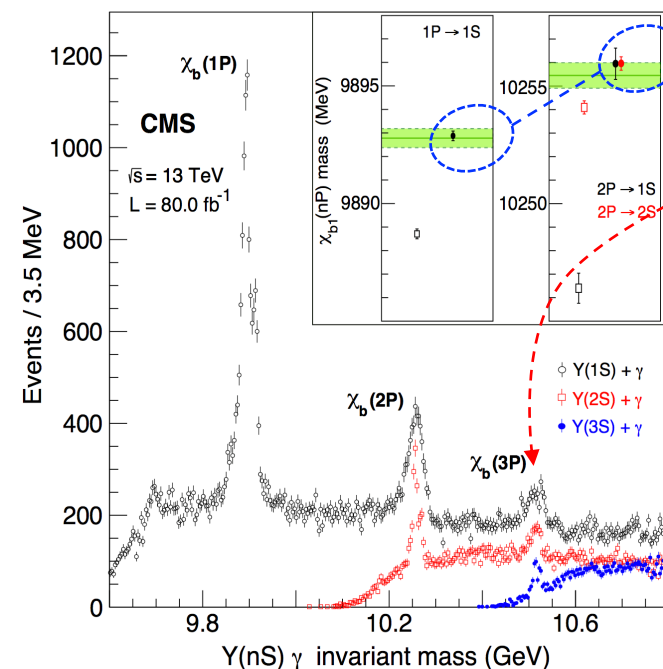 1200
1000
800
600
400
200
0
Events / 3.5 MeV
χb(1P)
CMS
√s = 13 TeV
L = 80.0 fb-1
χb1(nP) mass (MeV)
9895
9890
1P → 1S
10255
10250
2P → 1S
2P → 2S
χb(2P)
χb(3P)
Υ(1S) + γ
Υ(2S) + γ
Υ(3S) + γ
9.8
10.2
10.6
Υ(nS) γ invariant mass (GeV)